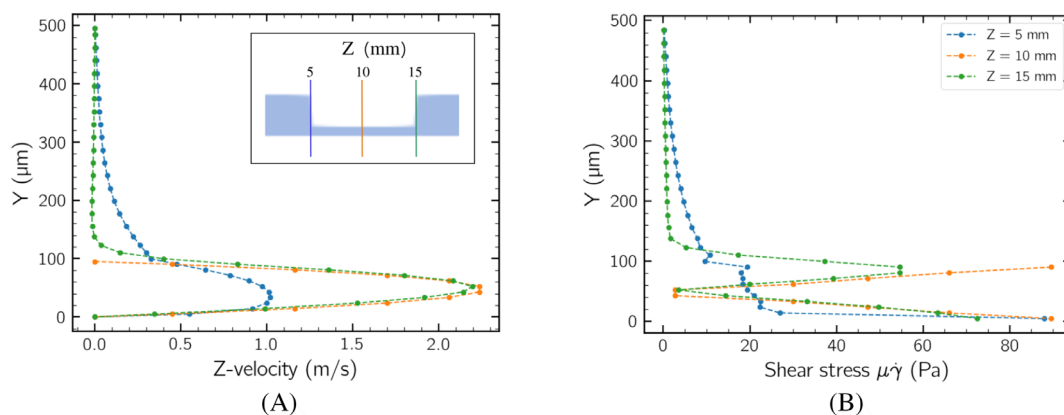 500
400
300
200
100
0
Y (μm)
Z (mm)
5 10 15
0.0 0.5 1.0 1.5 2.0
Z-velocity (m/s)
(A)
500
400
300
200
100
0
Y (μm)
Z = 5 mm
Z = 10 mm
Z = 15 mm
0 20 40 60 80
Shear stress μγ̇ (Pa)
(B)